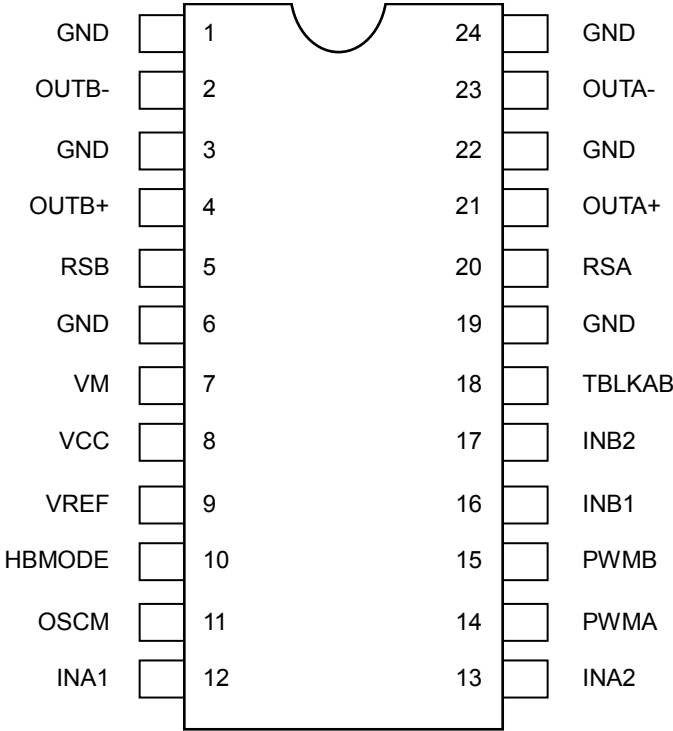 GND 1 24 GND
OUTB- 2 23 OUTA-
GND 3 22 GND
OUTB+ 4 21 OUTA+
RSB 5 20 RSA
GND 6 19 GND
VM 7 18 TBLKAB
VCC 8 17 INB2
VREF 9 16 INB1
HBMODE 10 15 PWMB
OSCM 11 14 PWMA
INA1 12 13 INA2